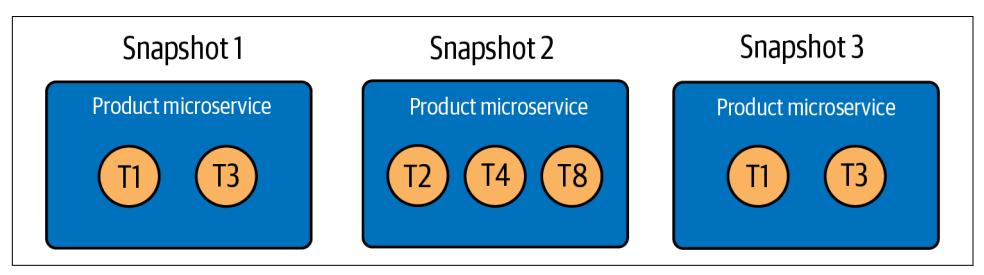 Snapshot 1
Product microservice
T1 T3
Snapshot 2
Product microservice
T2 T4 T8
Snapshot 3
Product microservice
T1 T3